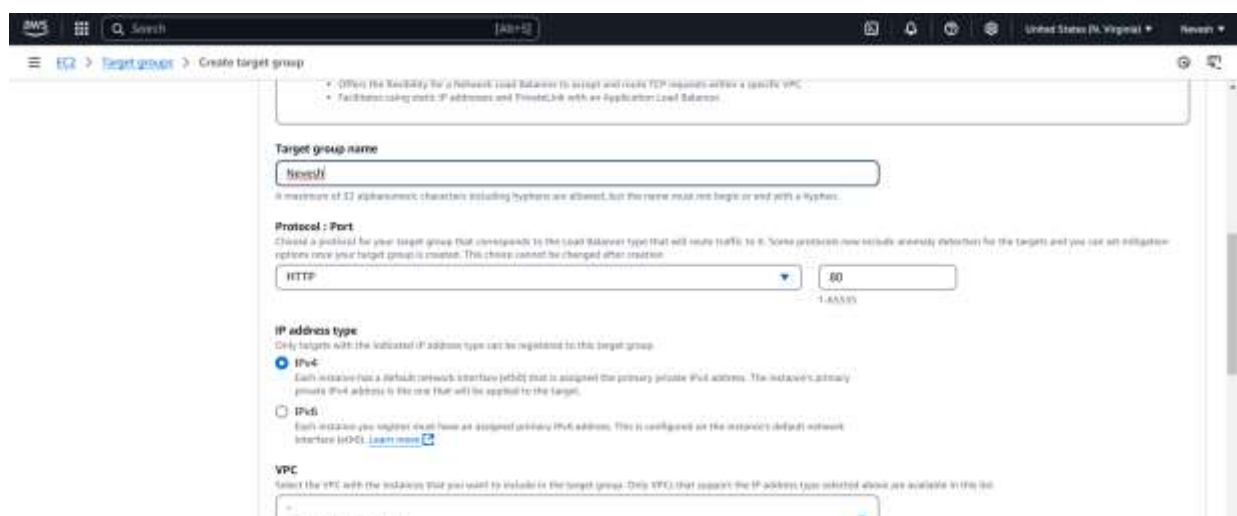 aws
Search
[Alt+S]
United States (N. Virginia)
Nevesh
EC2 > Target groups > Create target group
• Offers the flexibility for a Network Load Balancer to accept and route TCP requests within a specific VPC.
• Facilitates using static IP addresses and PrivateLink with an Application Load Balancer.
Target group name
Nevesh
A maximum of 32 alphanumeric characters including hyphens are allowed, but the name must not begin or end with a hyphen.
Protocol : Port
Choose a protocol for your target group that corresponds to the Load Balancer type that will route traffic to it. Some protocols now include anomaly detection for the targets and you can set mitigation
options once your target group is created. This choice cannot be changed after creation
HTTP
80
1-65535
IP address type
Only targets with the indicated IP address type can be registered to this target group.
IPv4
Each instance has a default network interface (eth0) that is assigned the primary private IPv4 address. The instance's primary
private IPv4 address is the one that will be applied to the target.
IPv6
Each instance you register must have an assigned primary IPv6 address. This is configured on the instance's default network
interface (eth0). Learn more
VPC
Select the VPC with the instances that you want to include in the target group. Only VPCs that support the IP address type selected above are available in this list.
-